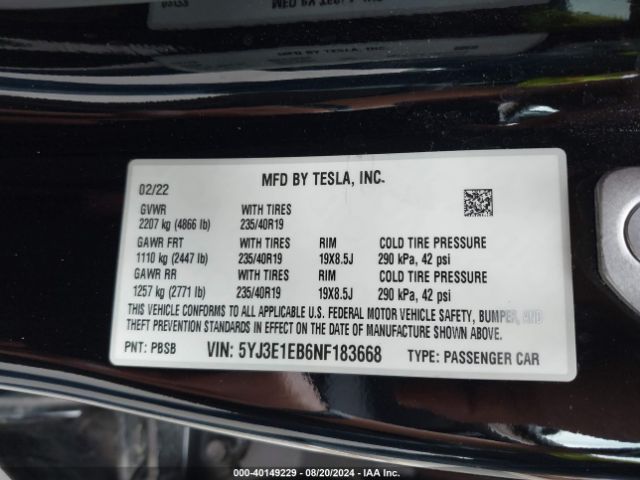 MFD BY TESLA, INC.
02/22
GVWR WITH TIRES
2207 kg (4866 lb) 235/40R19
GAWR FRT WITH TIRES RIM COLD TIRE PRESSURE
1110 kg (2447 lb) 235/40R19 19X8.5J 290 kPa, 42 psi
GAWR RR WITH TIRES RIM COLD TIRE PRESSURE
1257 kg (2771 lb) 235/40R19 19X8.5J 290 kPa, 42 psi
THIS VEHICLE CONFORMS TO ALL APPLICABLE U.S. FEDERAL MOTOR VEHICLE SAFETY, BUMPER, AND
THEFT PREVENTION STANDARDS IN EFFECT ON THE DATE OF MANUFACTURE SHOWN ABOVE.
PNT: PBSB VIN: 5YJ3E1EB6NF183668 TYPE: PASSENGER CAR
000-40149229 - 08/20/2024 - IAA Inc.